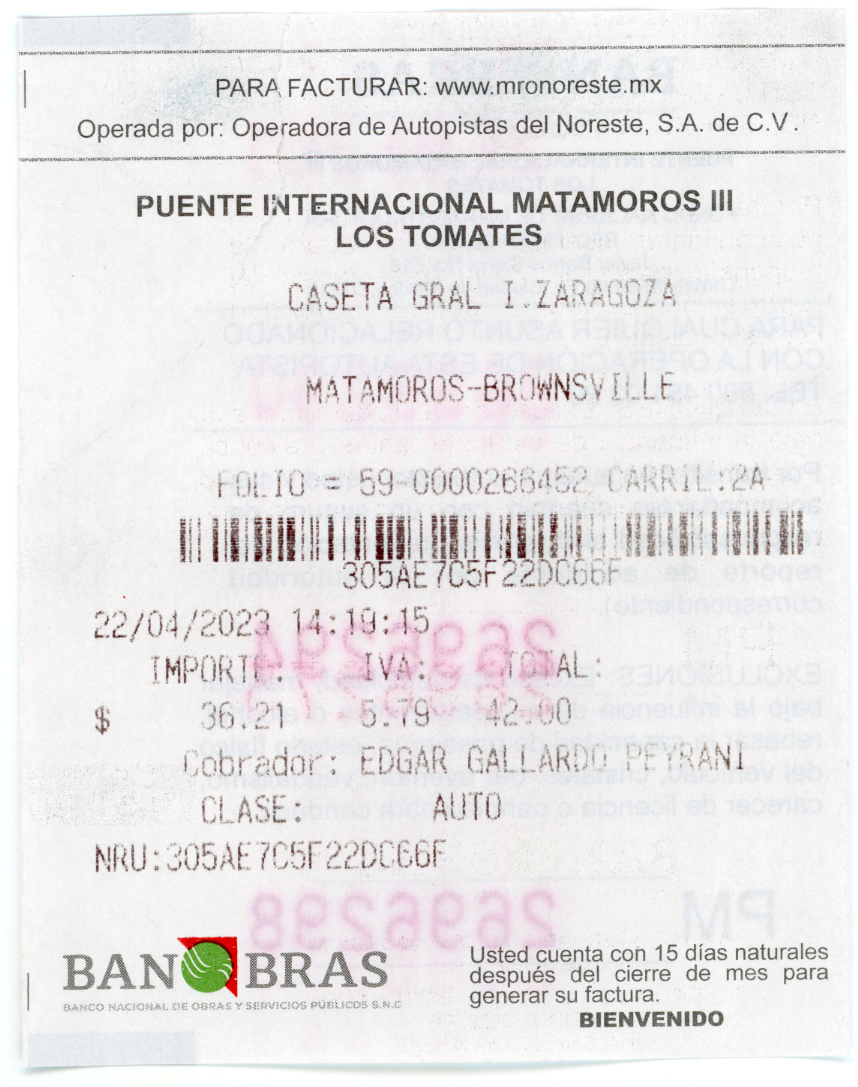 PARA FACTURAR: www.mronoreste.mx
Operada por: Operadora de Autopistas del Noreste, S.A. de C.V.
PUENTE INTERNACIONAL MATAMOROS III
LOS TOMATES
CASETA GRAL I.ZARAGOZA
MATAMOROS-BROWNSVILLE
FOLIO = 59-0000266452 CARRIL:2A
305AE7C5F22DC66F
22/04/2023 14:19:15
IMPORTE: IVA: TOTAL:
$ 36.21 5.79 42.00
Cobrador: EDGAR GALLARDO PEYRANI
CLASE: AUTO
NRU:305AE7C5F22DC66F
BANOBRAS
BANCO NACIONAL DE OBRAS Y SERVICIOS PÚBLICOS S.N.C
Usted cuenta con 15 días naturales
después del cierre de mes para
generar su factura.
BIENVENIDO